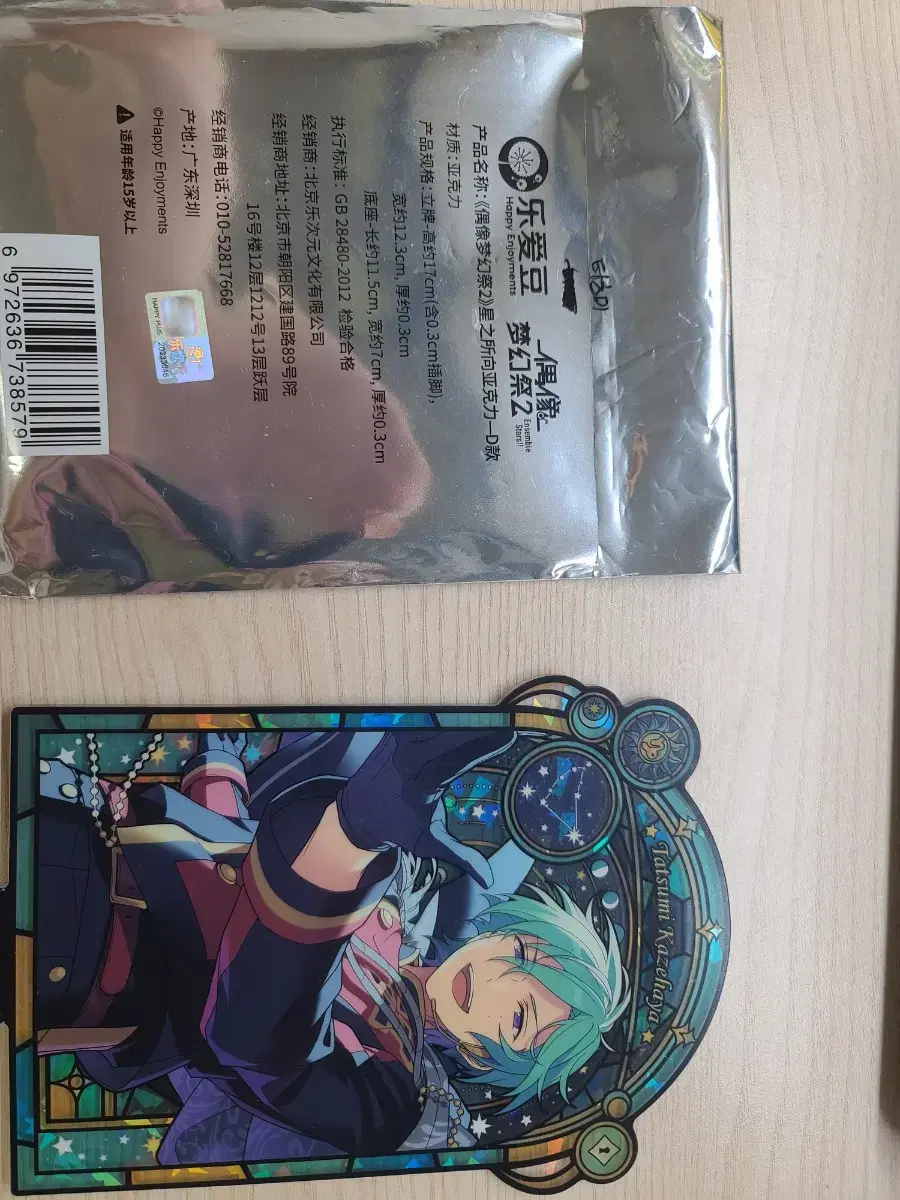 타츠미
乐爱豆
Happy Enjoyments
偶像
梦幻祭2
Ensemble
Stars!!
产品名称:《偶像梦幻祭2》星之所向亚克力—D款
材质:亚克力
产品规格:立牌-高约17cm(含0.3cm插脚),
宽约12.3cm, 厚约0.3cm
底座-长约11.5cm, 宽约7cm, 厚约0.3cm
执行标准: GB 28480-2012 检验合格
经销商:北京乐次元文化有限公司
经销商地址:北京市朝阳区建国路89号院
16号楼12层1212号13层跃层
经销商电话:010-52817668
产地:广东深圳
©Happy Enjoyments
适用年龄15岁以上
HAPPY PLUS
6 972636 738579
Tatsumi Kazehaya